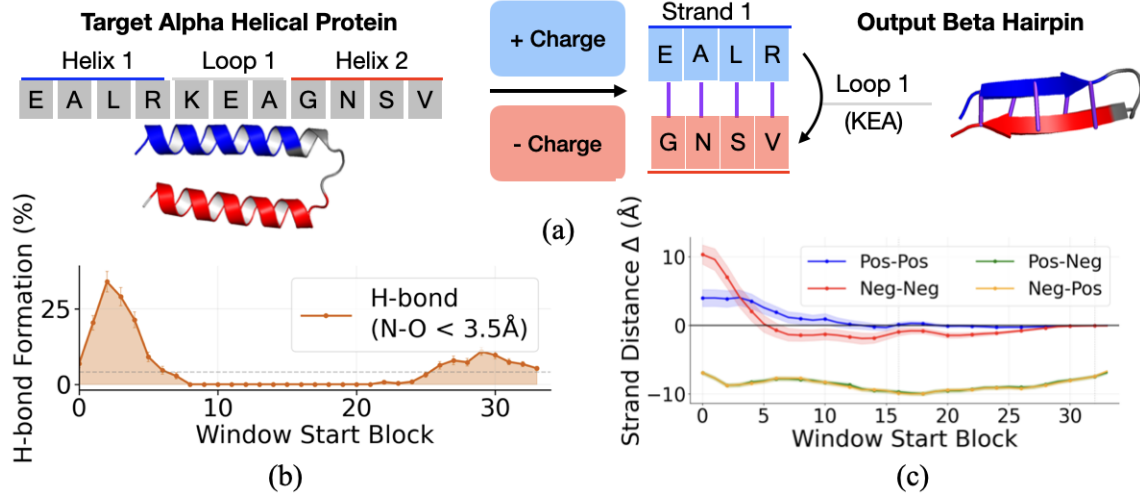 Target Alpha Helical Protein
Helix 1 Loop 1 Helix 2
E A L R K E A G N S V
+ Charge
- Charge
Strand 1
E A L R
G N S V
Loop 1
(KEA)
Output Beta Hairpin
(a)
H-bond Formation (%)
25
0
H-bond
(N-O < 3.5Å)
0 10 20 30
Window Start Block
(b)
Strand Distance Δ (Å)
10
0
−10
Pos-Pos
Neg-Neg
Pos-Neg
Neg-Pos
0 5 10 15 20 25 30
Window Start Block
(c)